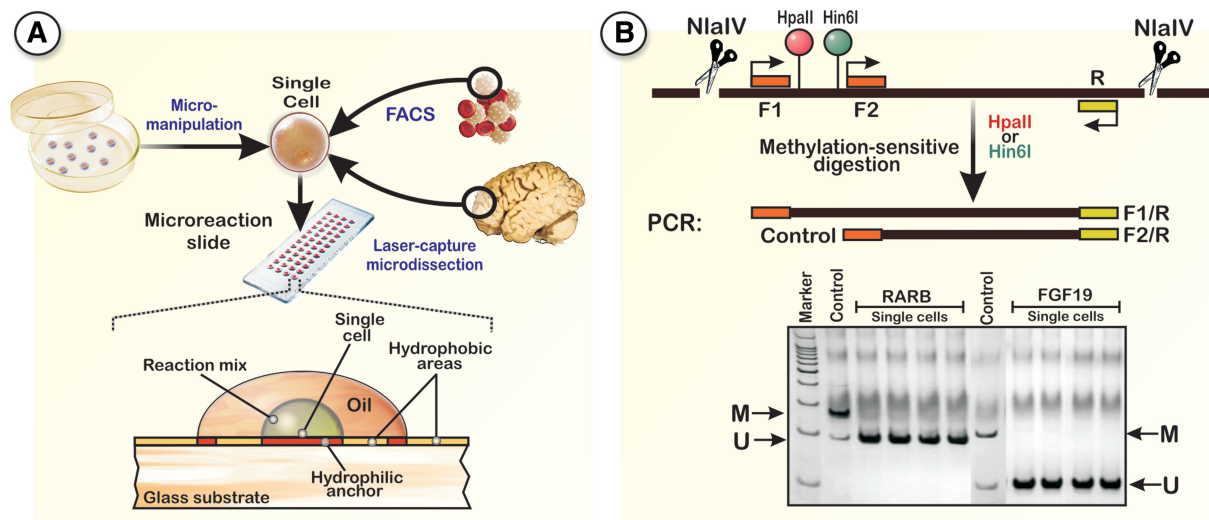 A
Single
Cell
Micro-
manipulation
FACS
Microreaction
slide
Laser-capture
microdissection
Single
cell
Hydrophobic
areas
Reaction mix
Oil
Hydrophilic
anchor
Glass substrate
B
NlaIV
HpaII
Hin6I
NlaIV
F1
F2
R
Methylation-sensitive
digestion
HpaII
or
Hin6I
PCR:
F1/R
Control
F2/R
Marker
Control
RARB
Single cells
Control
FGF19
Single cells
M
U
M
U